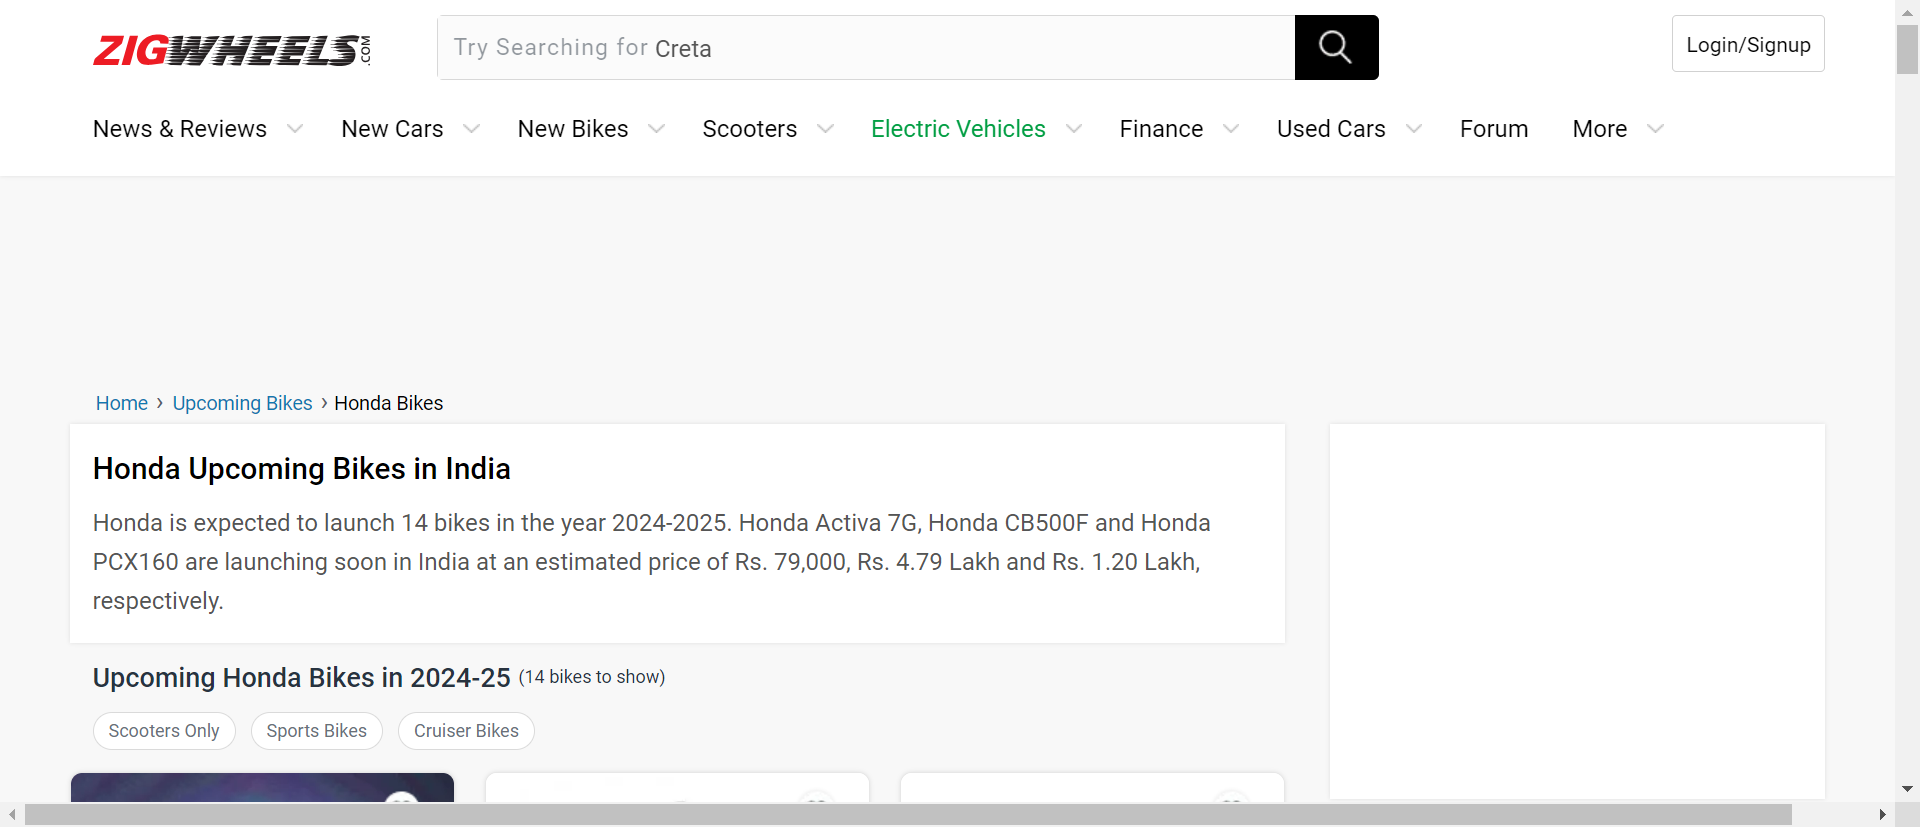 ZIGWHEELS.COM
Try Searching for Creta
Login/Signup
News & Reviews New Cars New Bikes Scooters Electric Vehicles Finance Used Cars Forum More
Home › Upcoming Bikes › Honda Bikes
Honda Upcoming Bikes in India
Honda is expected to launch 14 bikes in the year 2024-2025. Honda Activa 7G, Honda CB500F and Honda
PCX160 are launching soon in India at an estimated price of Rs. 79,000, Rs. 4.79 Lakh and Rs. 1.20 Lakh,
respectively.
Upcoming Honda Bikes in 2024-25 (14 bikes to show)
Scooters Only Sports Bikes Cruiser Bikes